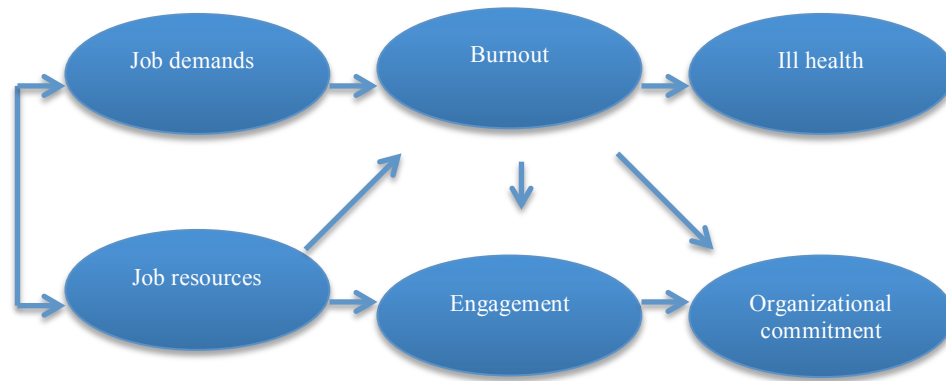 Job demands
Burnout
Ill health
Job resources
Engagement
Organizational
commitment